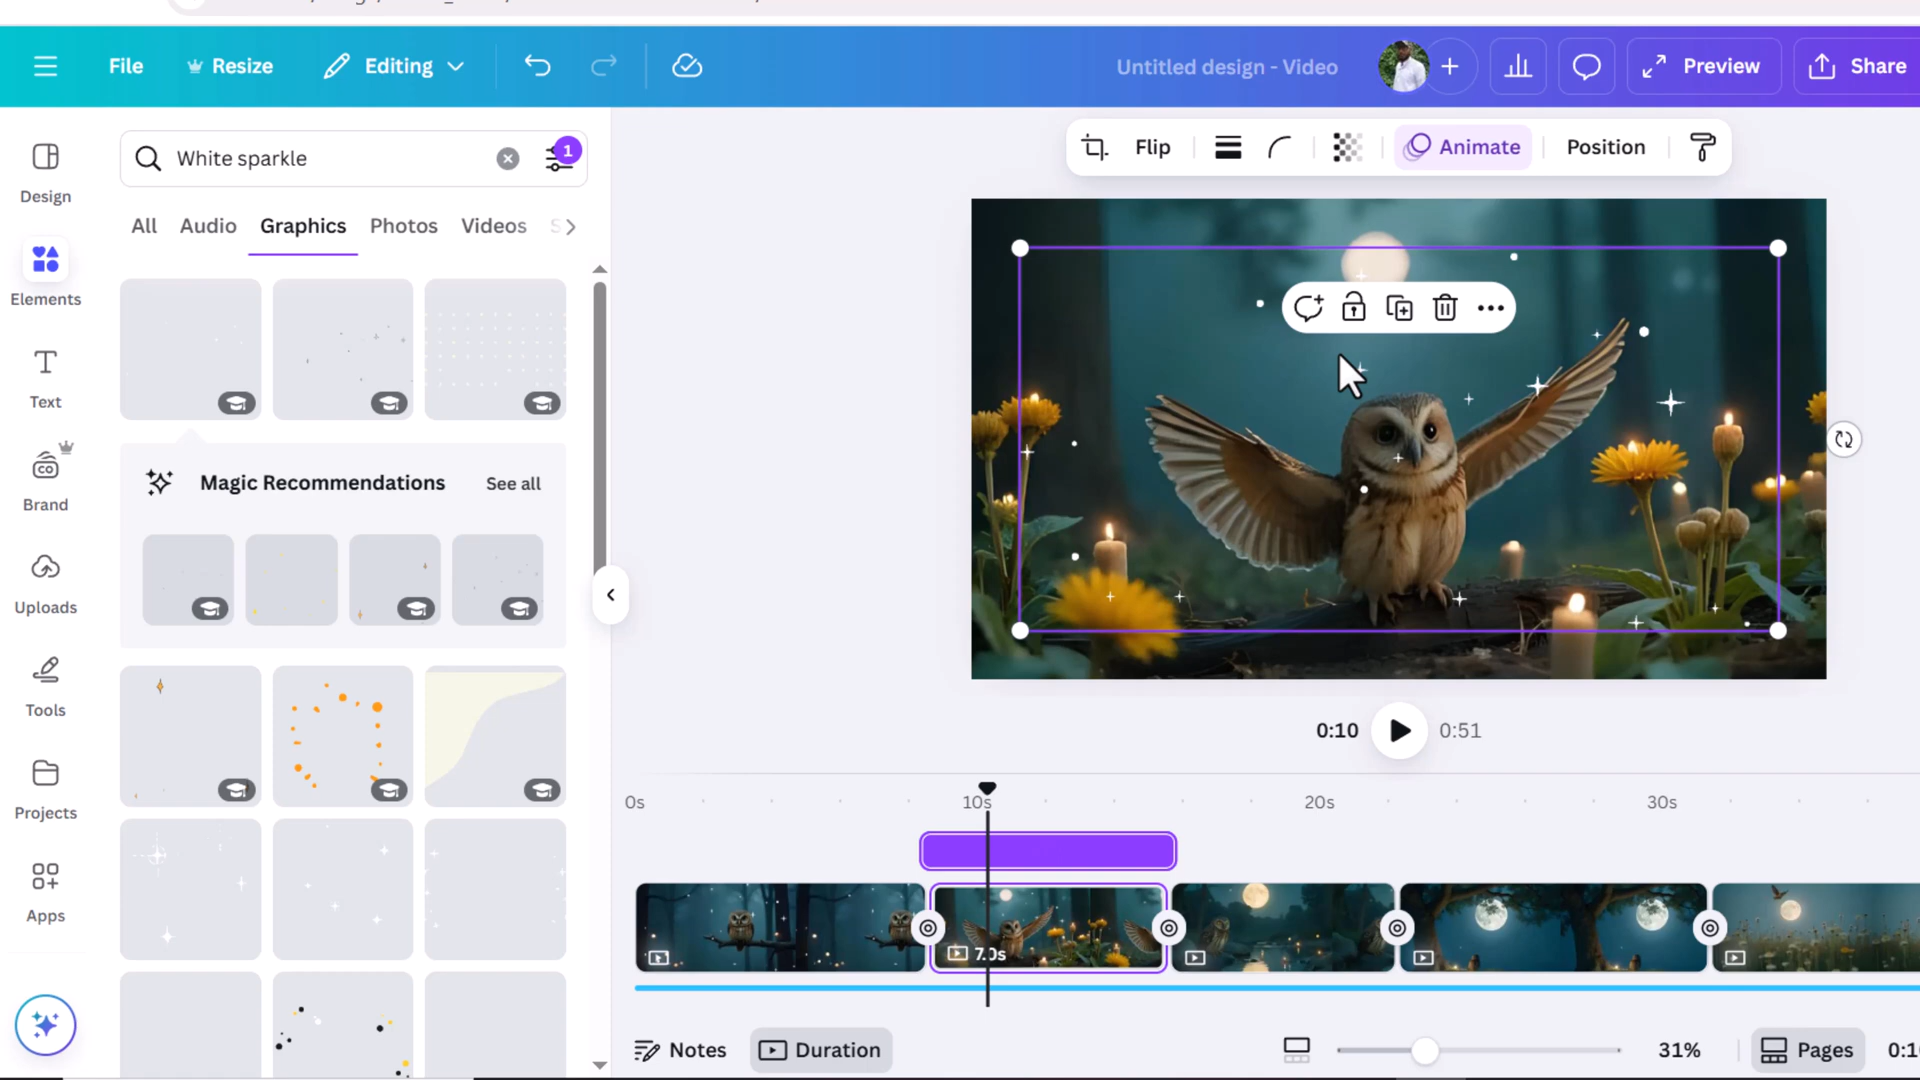 File
Resize
Editing
Untitled design - Video
Preview
Share
White sparkle
1
All
Audio
Graphics
Photos
Videos
Flip
Animate
Position
Design
Elements
Text
Brand
Uploads
Tools
Projects
Apps
Magic Recommendations
See all
0:10
0:51
0s
10s
20s
30s
7.0s
Notes
Duration
31%
Pages